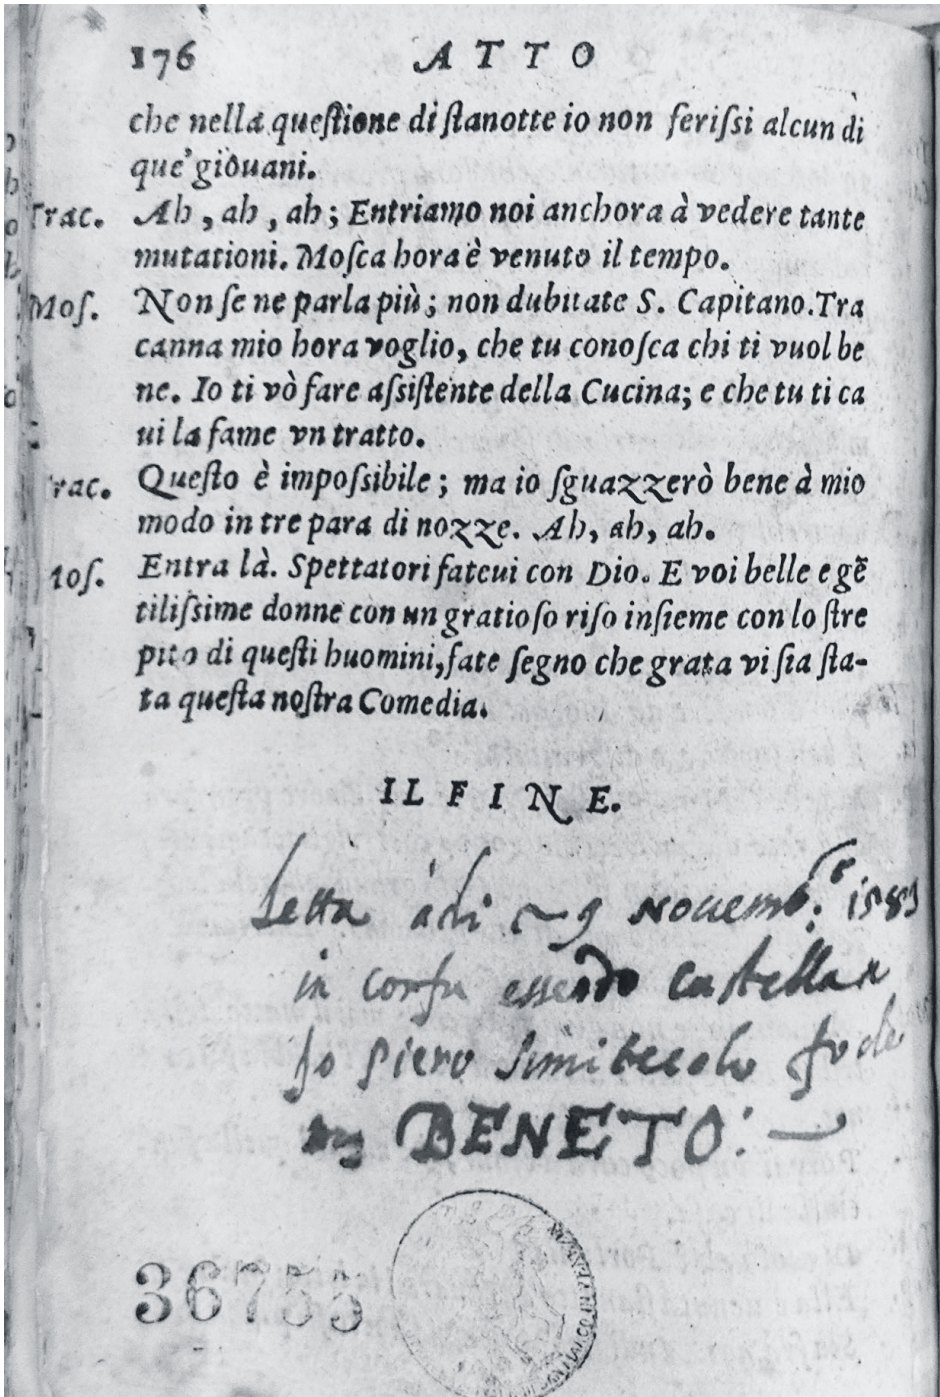 176 ATTO
che nella queſtione di ſtanotte io non feriſsi alcun di
que' giouani.
Trac. Ah, ah, ah; Entriamo noi anchora à vedere tante
mutationi. Moſca hora è venuto il tempo.
Moſ. Non ſe ne parla più; non dubitate S. Capitano. Tra
canna mio hora voglio, che tu conoſca chi ti vuol be
ne. Io ti vò fare aſsiſtente della Cucina; e che tu ti ca
ui la fame vn tratto.
rac. Queſto è impoſsibile; ma io ſguazzerò bene à mio
modo in tre para di nozze. Ah, ah, ah.
ioſ. Entra là. Spettatori fateui con Dio. E voi belle e gẽ
tiliſsime donne con un gratioſo riſo inſieme con lo ſtre
pito di queſti huomini, fate ſegno che grata vi ſia ſta-
ta queſta noſtra Comedia.
IL FINE.
Letta adi 9 Nouemb. 1583
in corfu essendo Castellan
Piero Simitecolo fo de
BENETO.
36755